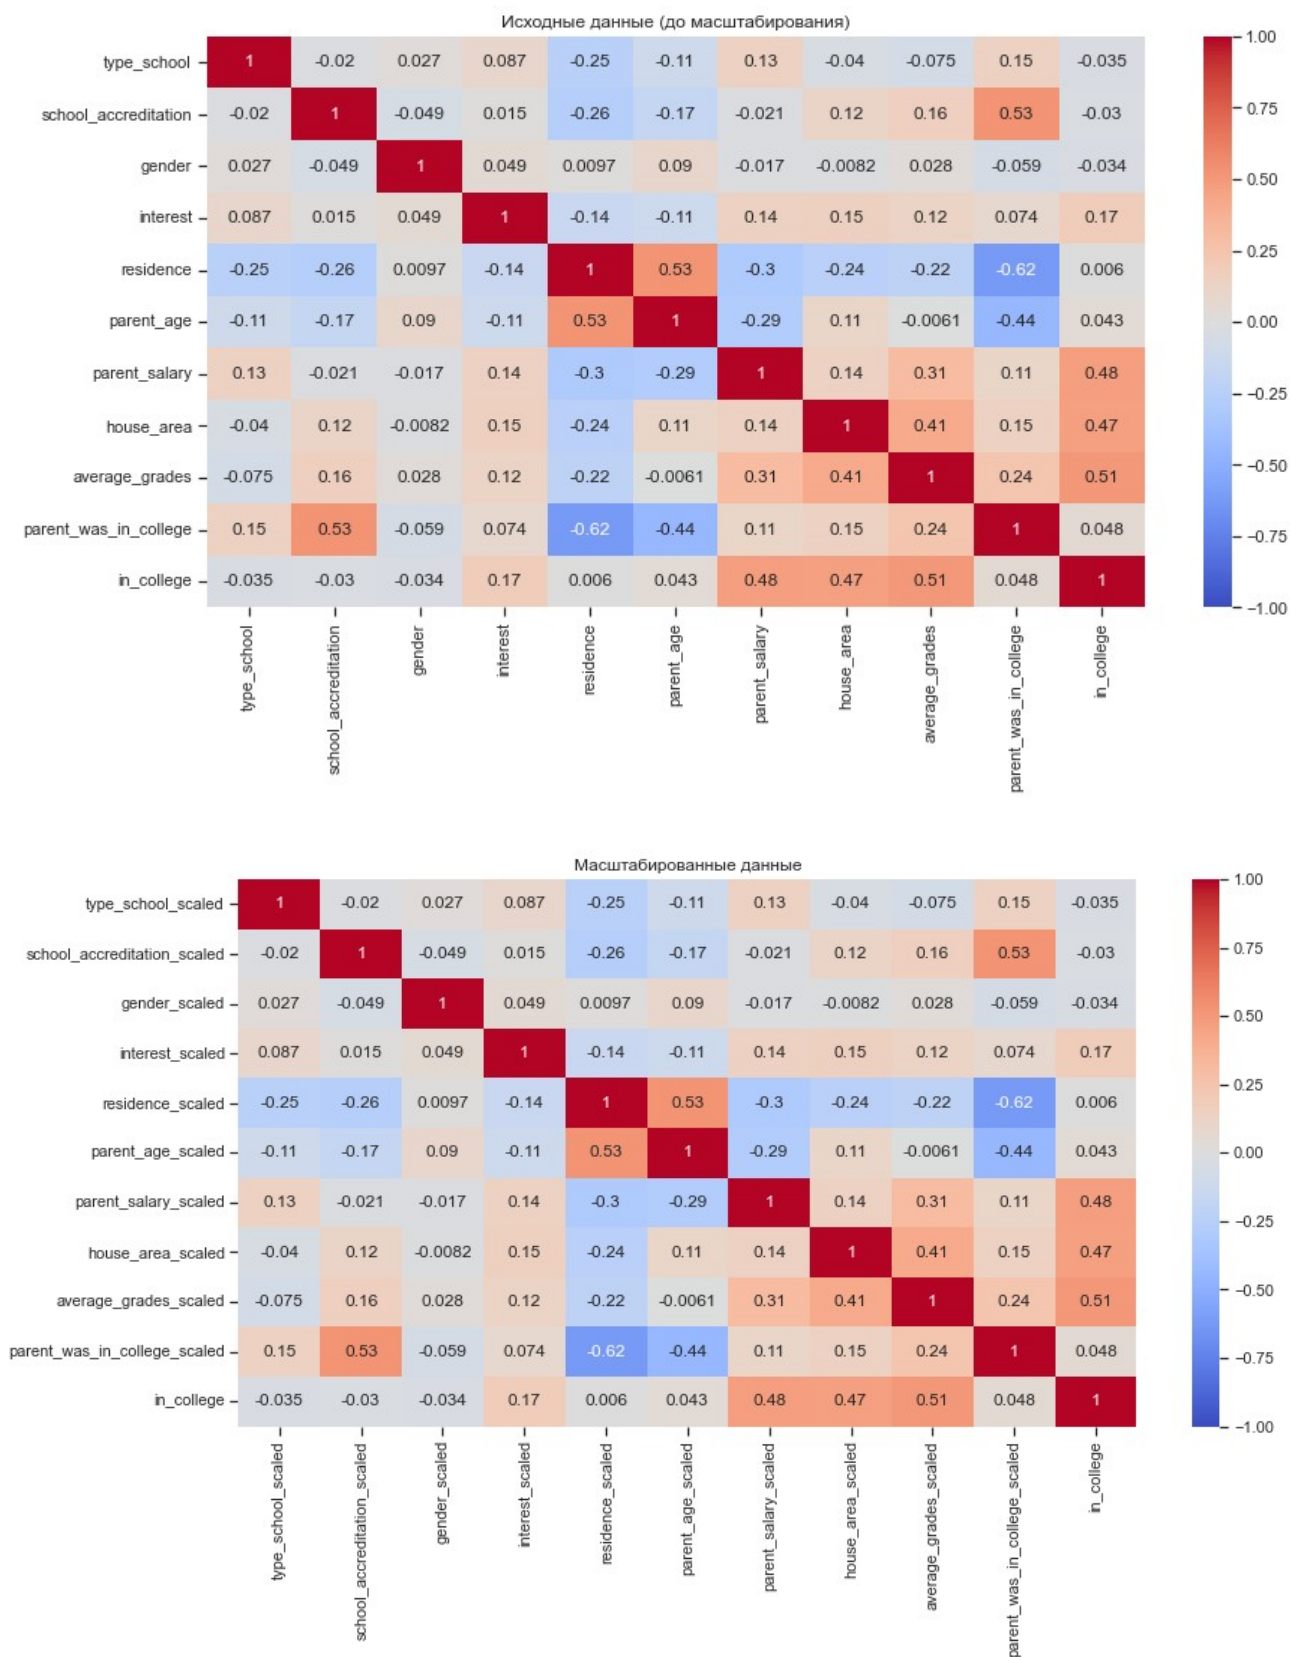 Исходные данные (до масштабирования)
type_school 1 -0.02 0.027 0.087 -0.25 -0.11 0.13 -0.04 -0.075 0.15 -0.035
school_accreditation -0.02 1 -0.049 0.015 -0.26 -0.17 -0.021 0.12 0.16 0.53 -0.03
gender 0.027 -0.049 1 0.049 0.0097 0.09 -0.017 -0.0082 0.028 -0.059 -0.034
interest 0.087 0.015 0.049 1 -0.14 -0.11 0.14 0.15 0.12 0.074 0.17
residence -0.25 -0.26 0.0097 -0.14 1 0.53 -0.3 -0.24 -0.22 -0.62 0.006
parent_age -0.11 -0.17 0.09 -0.11 0.53 1 -0.29 0.11 -0.0061 -0.44 0.043
parent_salary 0.13 -0.021 -0.017 0.14 -0.3 -0.29 1 0.14 0.31 0.11 0.48
house_area -0.04 0.12 -0.0082 0.15 -0.24 0.11 0.14 1 0.41 0.15 0.47
average_grades -0.075 0.16 0.028 0.12 -0.22 -0.0061 0.31 0.41 1 0.24 0.51
parent_was_in_college 0.15 0.53 -0.059 0.074 -0.62 -0.44 0.11 0.15 0.24 1 0.048
in_college -0.035 -0.03 -0.034 0.17 0.006 0.043 0.48 0.47 0.51 0.048 1
type_school
school_accreditation
gender
interest
residence
parent_age
parent_salary
house_area
average_grades
parent_was_in_college
in_college
1.00
0.75
0.50
0.25
0.00
−0.25
−0.50
−0.75
−1.00
Масштабированные данные
type_school_scaled 1 -0.02 0.027 0.087 -0.25 -0.11 0.13 -0.04 -0.075 0.15 -0.035
school_accreditation_scaled -0.02 1 -0.049 0.015 -0.26 -0.17 -0.021 0.12 0.16 0.53 -0.03
gender_scaled 0.027 -0.049 1 0.049 0.0097 0.09 -0.017 -0.0082 0.028 -0.059 -0.034
interest_scaled 0.087 0.015 0.049 1 -0.14 -0.11 0.14 0.15 0.12 0.074 0.17
residence_scaled -0.25 -0.26 0.0097 -0.14 1 0.53 -0.3 -0.24 -0.22 -0.62 0.006
parent_age_scaled -0.11 -0.17 0.09 -0.11 0.53 1 -0.29 0.11 -0.0061 -0.44 0.043
parent_salary_scaled 0.13 -0.021 -0.017 0.14 -0.3 -0.29 1 0.14 0.31 0.11 0.48
house_area_scaled -0.04 0.12 -0.0082 0.15 -0.24 0.11 0.14 1 0.41 0.15 0.47
average_grades_scaled -0.075 0.16 0.028 0.12 -0.22 -0.0061 0.31 0.41 1 0.24 0.51
parent_was_in_college_scaled 0.15 0.53 -0.059 0.074 -0.62 -0.44 0.11 0.15 0.24 1 0.048
in_college -0.035 -0.03 -0.034 0.17 0.006 0.043 0.48 0.47 0.51 0.048 1
type_school_scaled
school_accreditation_scaled
gender_scaled
interest_scaled
residence_scaled
parent_age_scaled
parent_salary_scaled
house_area_scaled
average_grades_scaled
parent_was_in_college_scaled
in_college
1.00
0.75
0.50
0.25
0.00
−0.25
−0.50
−0.75
−1.00